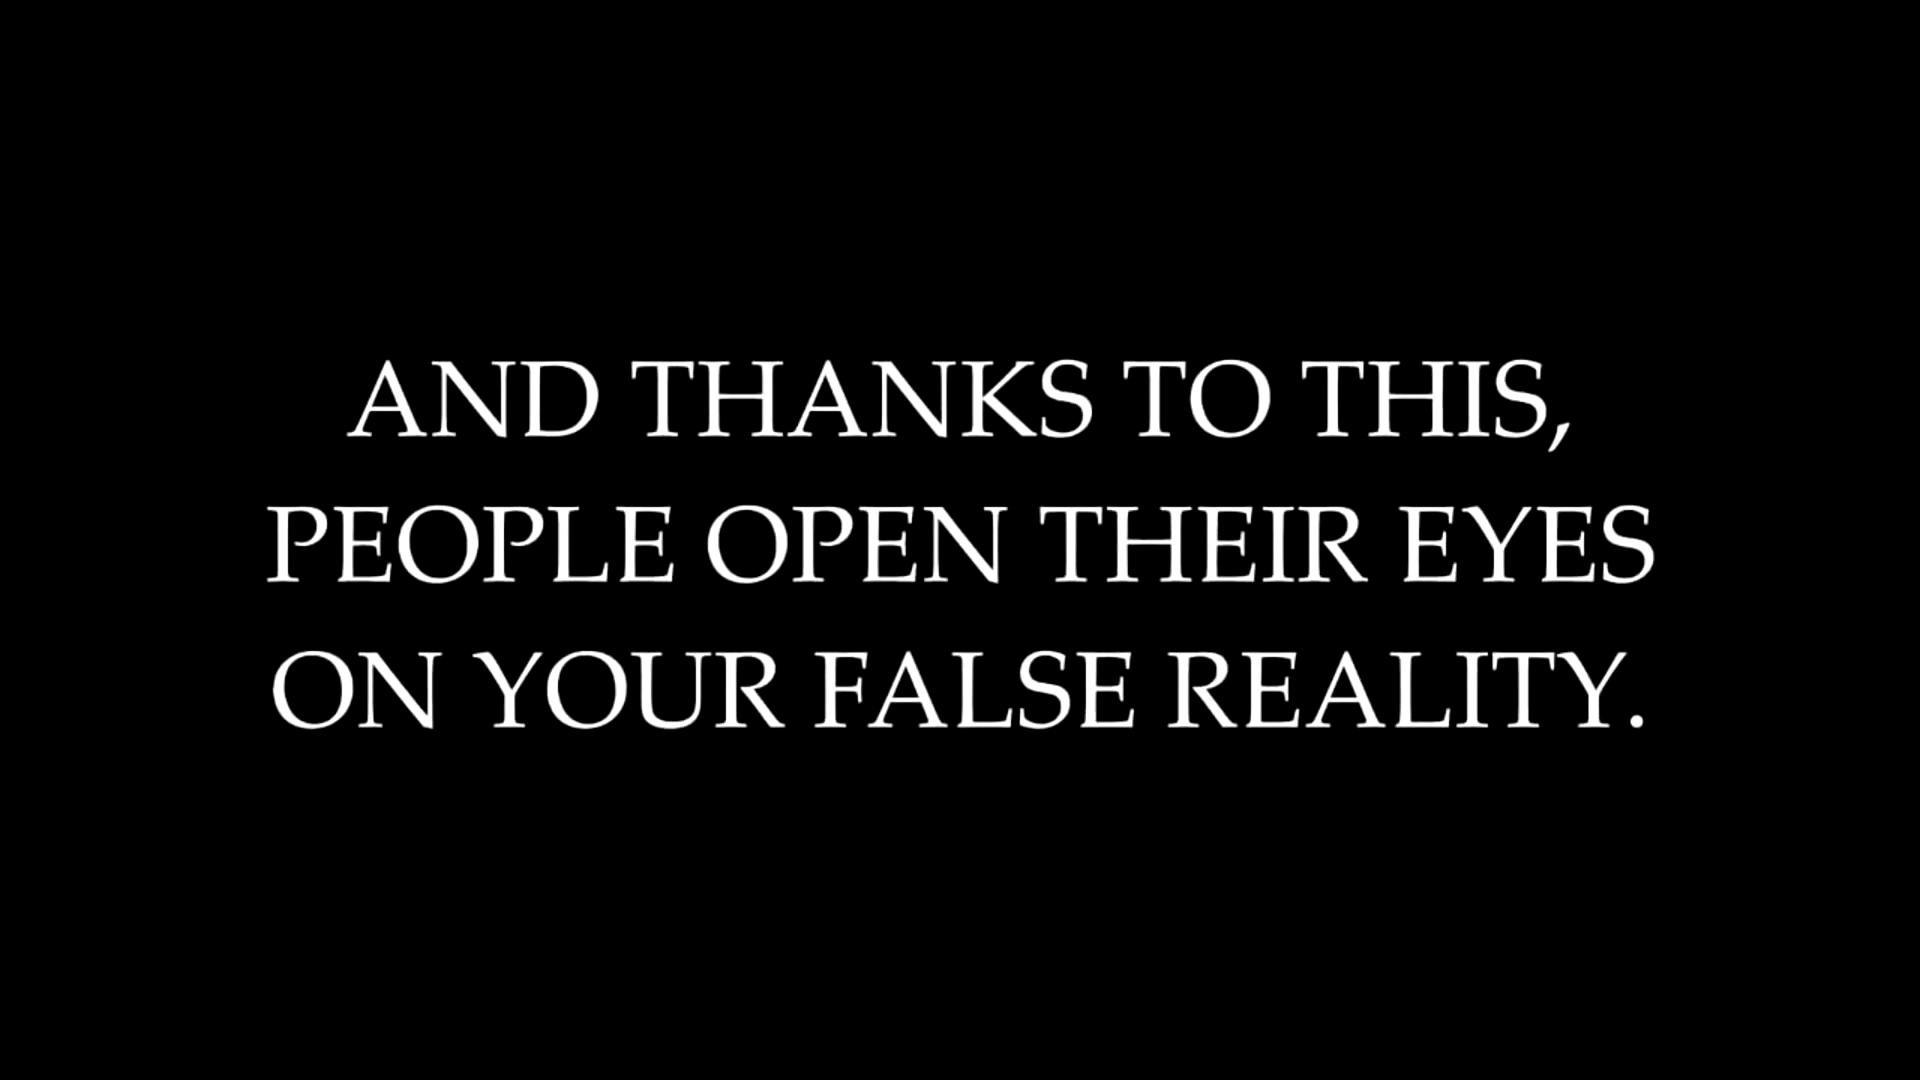 AND THANKS TO THIS,
PEOPLE OPEN THEIR EYES
ON YOUR FALSE REALITY.